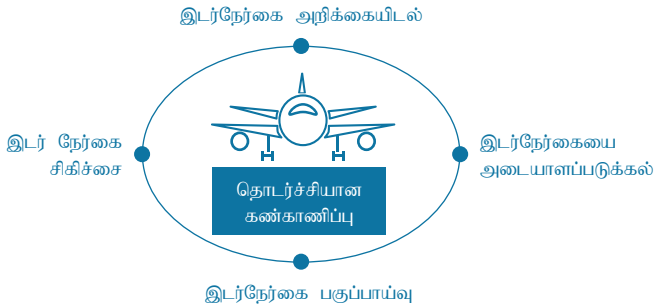 இடர்நேர்கை அறிக்கையிடல்
இடர் நேர்கை
சிகிச்சை
இடர்நேர்கையை
அடையாளப்படுக்கல்
தொடர்ச்சியான
கண்காணிப்பு
இடர்நேர்கை பகுப்பாய்வு